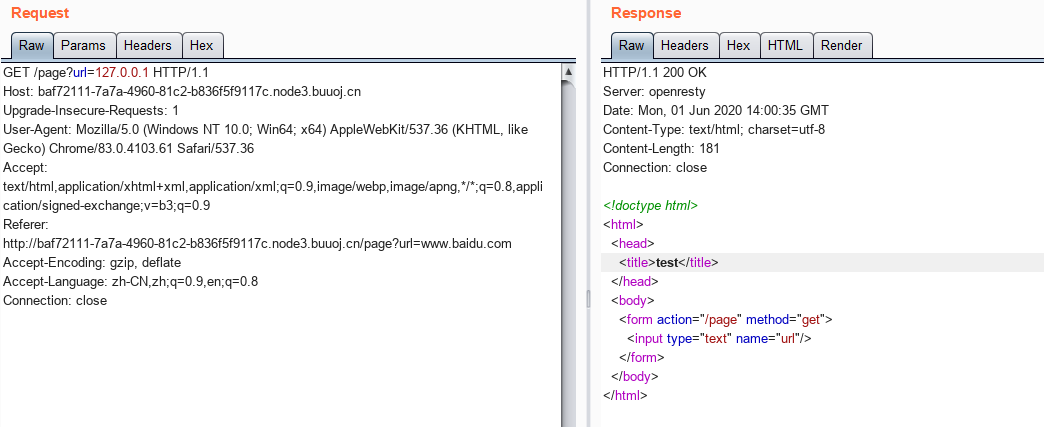 Request
Raw Params Headers Hex
GET /page?url=127.0.0.1 HTTP/1.1
Host: baf72111-7a7a-4960-81c2-b836f5f9117c.node3.buuoj.cn
Upgrade-Insecure-Requests: 1
User-Agent: Mozilla/5.0 (Windows NT 10.0; Win64; x64) AppleWebKit/537.36 (KHTML, like
Gecko) Chrome/83.0.4103.61 Safari/537.36
Accept:
text/html,application/xhtml+xml,application/xml;q=0.9,image/webp,image/apng,*/*;q=0.8,appli
cation/signed-exchange;v=b3;q=0.9
Referer:
http://baf72111-7a7a-4960-81c2-b836f5f9117c.node3.buuoj.cn/page?url=www.baidu.com
Accept-Encoding: gzip, deflate
Accept-Language: zh-CN,zh;q=0.9,en;q=0.8
Connection: close
Response
Raw Headers Hex HTML Render
HTTP/1.1 200 OK
Server: openresty
Date: Mon, 01 Jun 2020 14:00:35 GMT
Content-Type: text/html; charset=utf-8
Content-Length: 181
Connection: close
<!doctype html>
<html>
<head>
<title>test</title>
</head>
<body>
<form action="/page" method="get">
<input type="text" name="url"/>
</form>
</body>
</html>